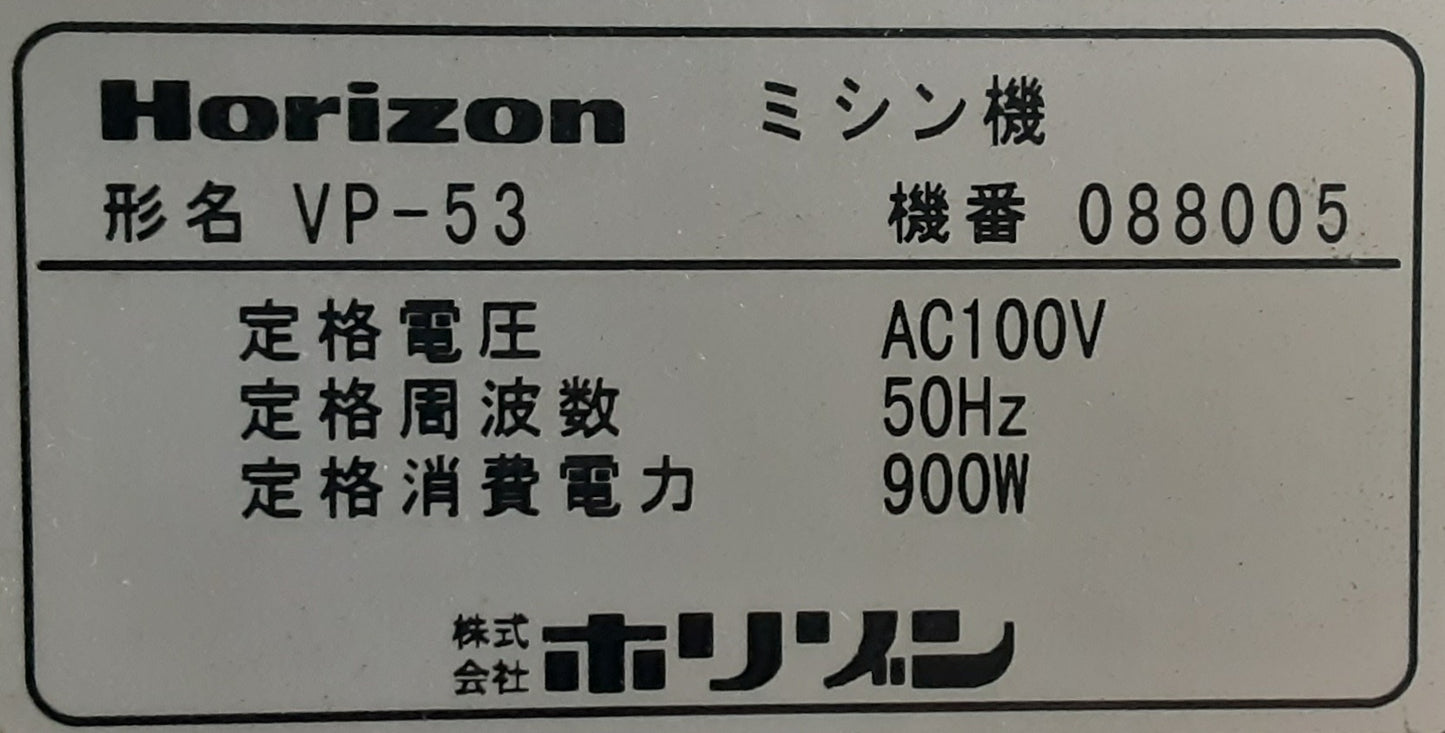 Horizon ミシン機
形名 VP-53 機番 088005
定格電圧 AC100V
定格周波数 50Hz
定格消費電力 900W
株式会社ホリゾン